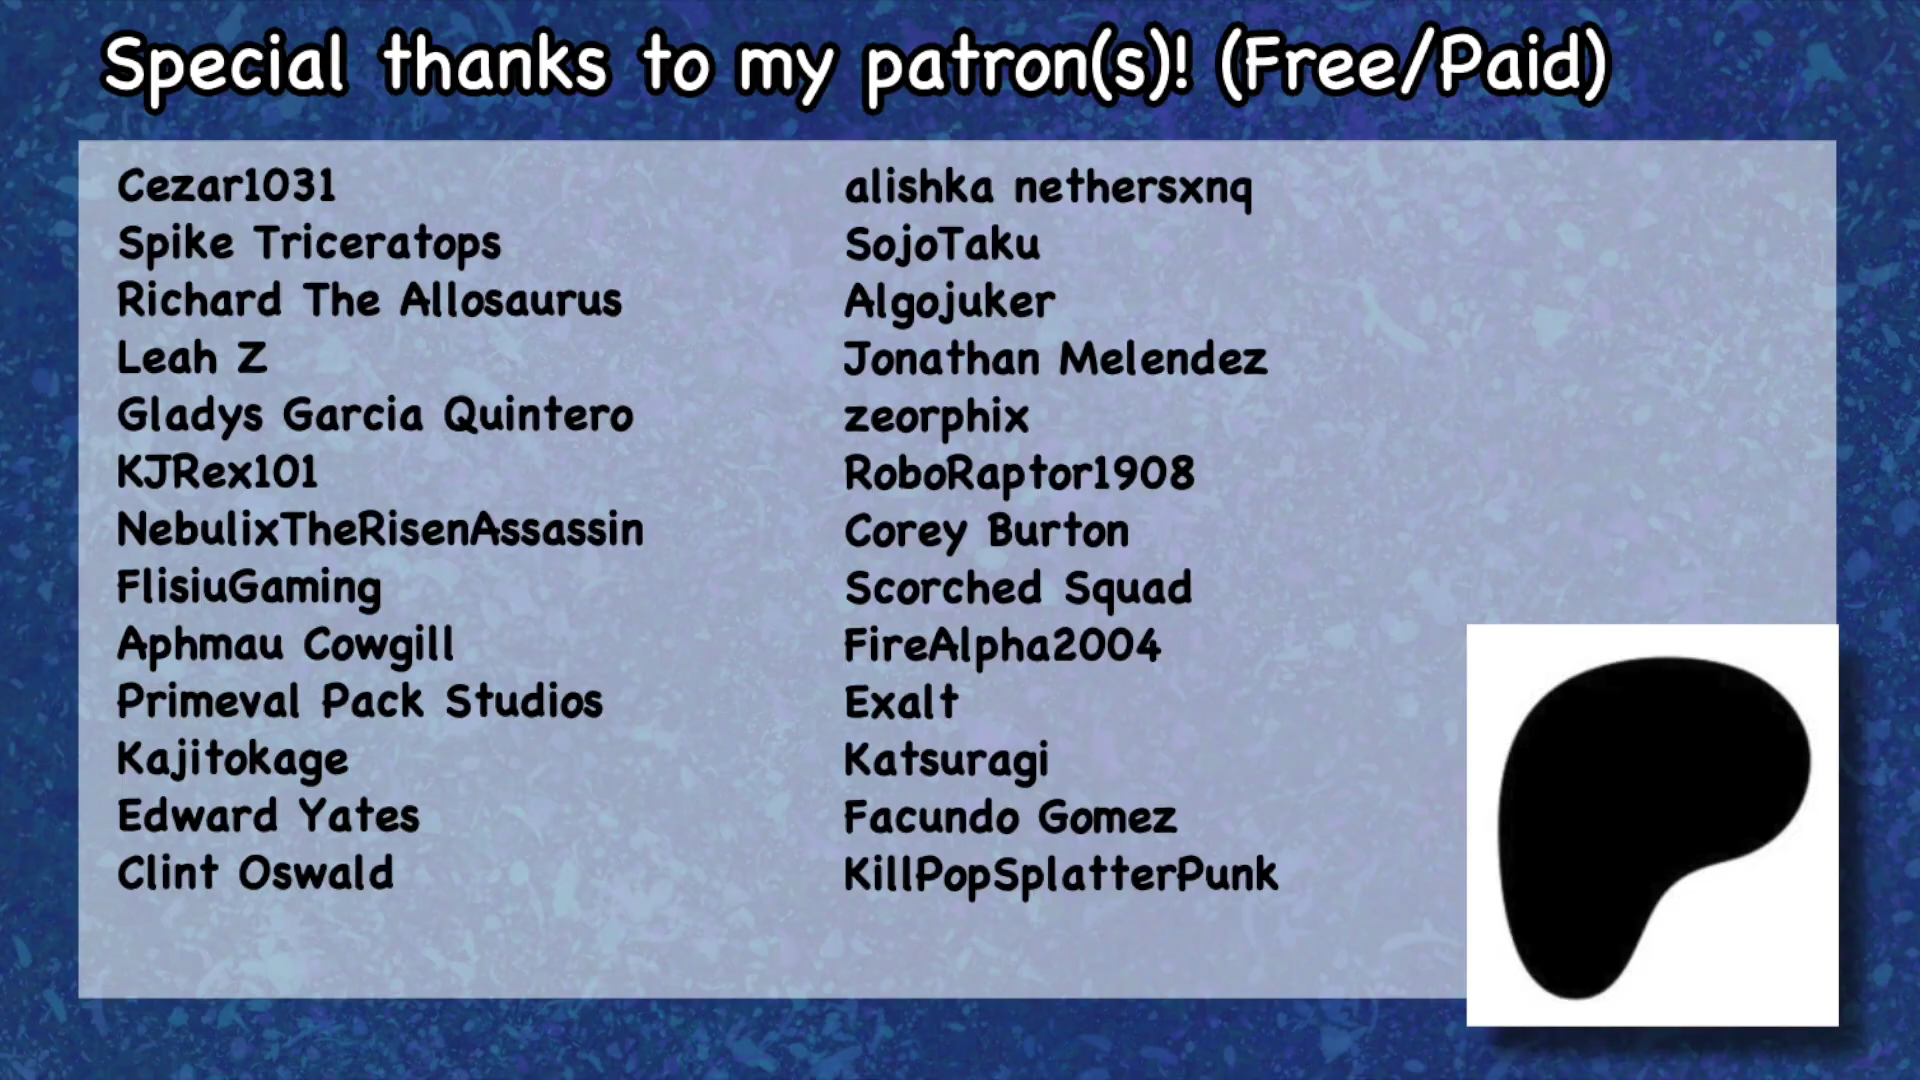 Special thanks to my patron(s)! (Free/Paid)
Cezar1031
Spike Triceratops
Richard The Allosaurus
Leah Z
Gladys Garcia Quintero
KJRex101
NebulixTheRisenAssassin
FlisiuGaming
Aphmau Cowgill
Primeval Pack Studios
Kajitokage
Edward Yates
Clint Oswald
alishka nethersxnq
SojoTaku
Algojuker
Jonathan Melendez
zeorphix
RoboRaptor1908
Corey Burton
Scorched Squad
FireAlpha2004
Exalt
Katsuragi
Facundo Gomez
KillPopSplatterPunk